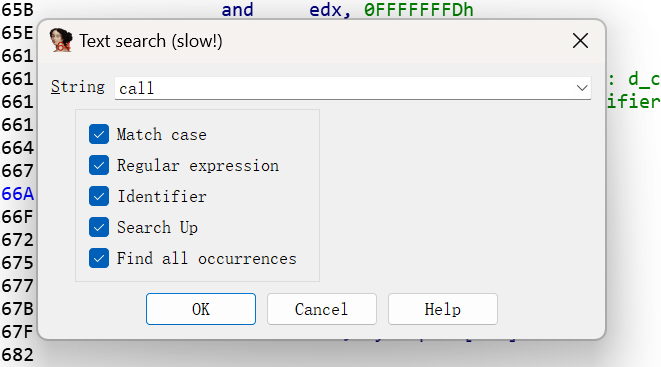 65B and edx, 0FFFFFFFDh
65E
Text search (slow!)
661
String call
661 : d_c
661 ifier
661
Match case
664
667 Regular expression
66A Identifier
66F
Search Up
672
675 Find all occurrences
677
67B OK Cancel Help
67F
682